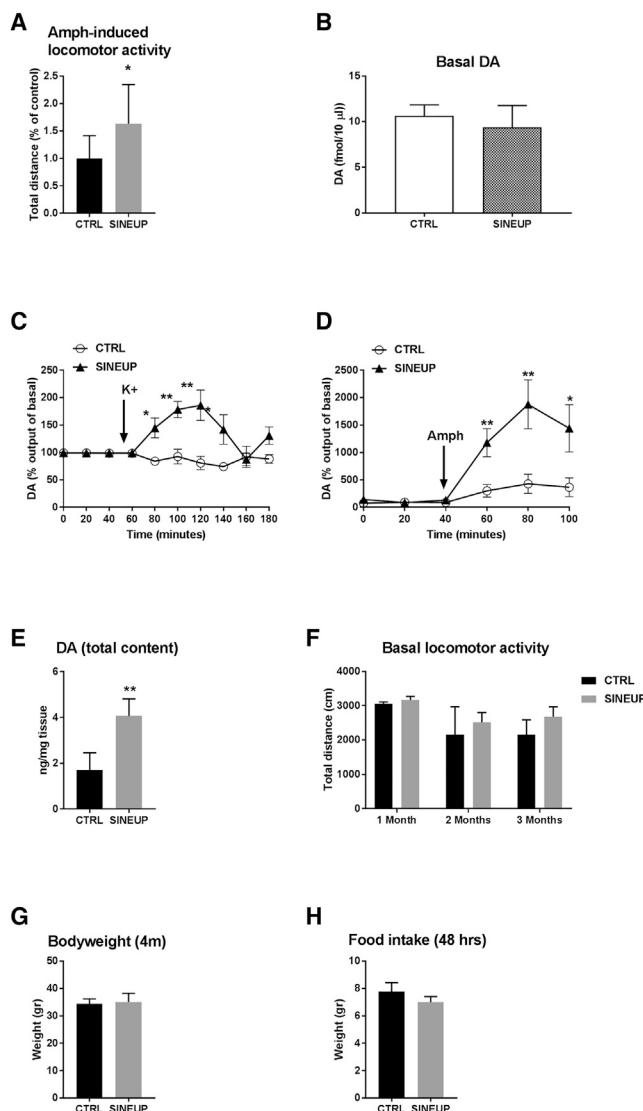 A
Amph-induced
locomotor activity
Total distance (% of control)
2.5
2.0
1.5
1.0
0.5
0.0
*
CTRL SINEUP
B
Basal DA
DA (fmol/10 µl)
15
10
5
0
CTRL SINEUP
C
CTRL
SINEUP
DA (% output of basal)
250
200
150
100
50
0
K+
* ** ** *
0 20 40 60 80 100 120 140 160 180
Time (minutes)
D
CTRL
SINEUP
DA (% output of basal)
2500
2000
1500
1000
500
0
Amph
** ** *
0 20 40 60 80 100
Time (minutes)
E
DA (total content)
ng/mg tissue
6
4
2
0
**
CTRL SINEUP
F
Basal locomotor activity
Total distance (cm)
4000
3000
2000
1000
0
1 Month 2 Months 3 Months
CTRL
SINEUP
G
Bodyweight (4m)
Weight (gr)
50
40
30
20
10
0
CTRL SINEUP
H
Food intake (48 hrs)
Weight (gr)
10
8
6
4
2
0
CTRL SINEUP